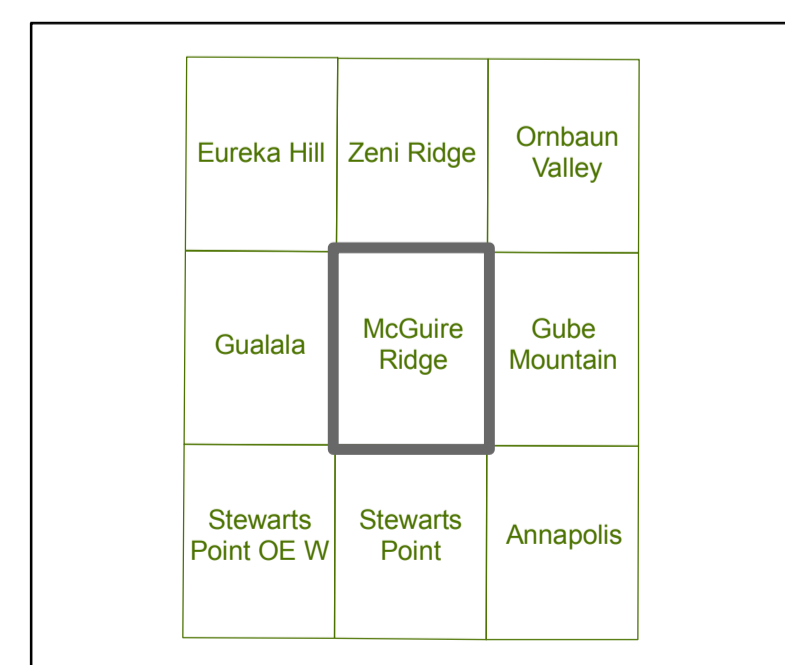 Eureka Hill
Zeni Ridge
Ornbaun
Valley
Gualala
McGuire
Ridge
Gube
Mountain
Stewarts
Point OE W
Stewarts
Point
Annapolis